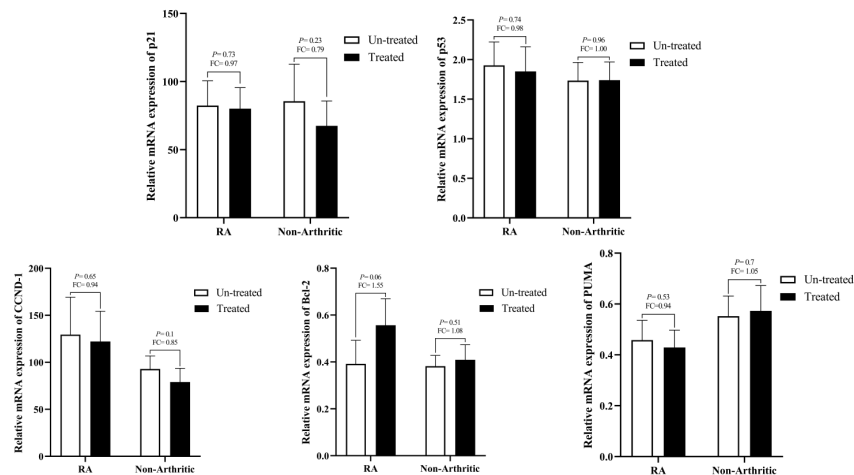 Relative mRNA expression of p21
150
100
50
0
P= 0.73
FC= 0.97
P= 0.23
FC= 0.79
Un-treated
Treated
RA
Non-Arthritic
Relative mRNA expression of p53
2.5
2.0
1.5
1.0
0.5
0.0
P= 0.74
FC= 0.98
P= 0.96
FC= 1.00
Un-treated
Treated
RA
Non-Arthritic
Relative mRNA expression of CCND-1
200
150
100
50
0
P= 0.65
FC= 0.94
P= 0.1
FC= 0.85
Un-treated
Treated
RA
Non-Arthritic
Relative mRNA expression of Bcl-2
0.8
0.6
0.4
0.2
0.0
P= 0.06
FC= 1.55
P= 0.51
FC= 1.08
Un-treated
Treated
RA
Non-Arthritic
Relative mRNA expression of PUMA
0.8
0.6
0.4
0.2
0.0
P= 0.53
FC=0.94
P= 0.7
FC= 1.05
Un-treated
Treated
RA
Non-Arthritic